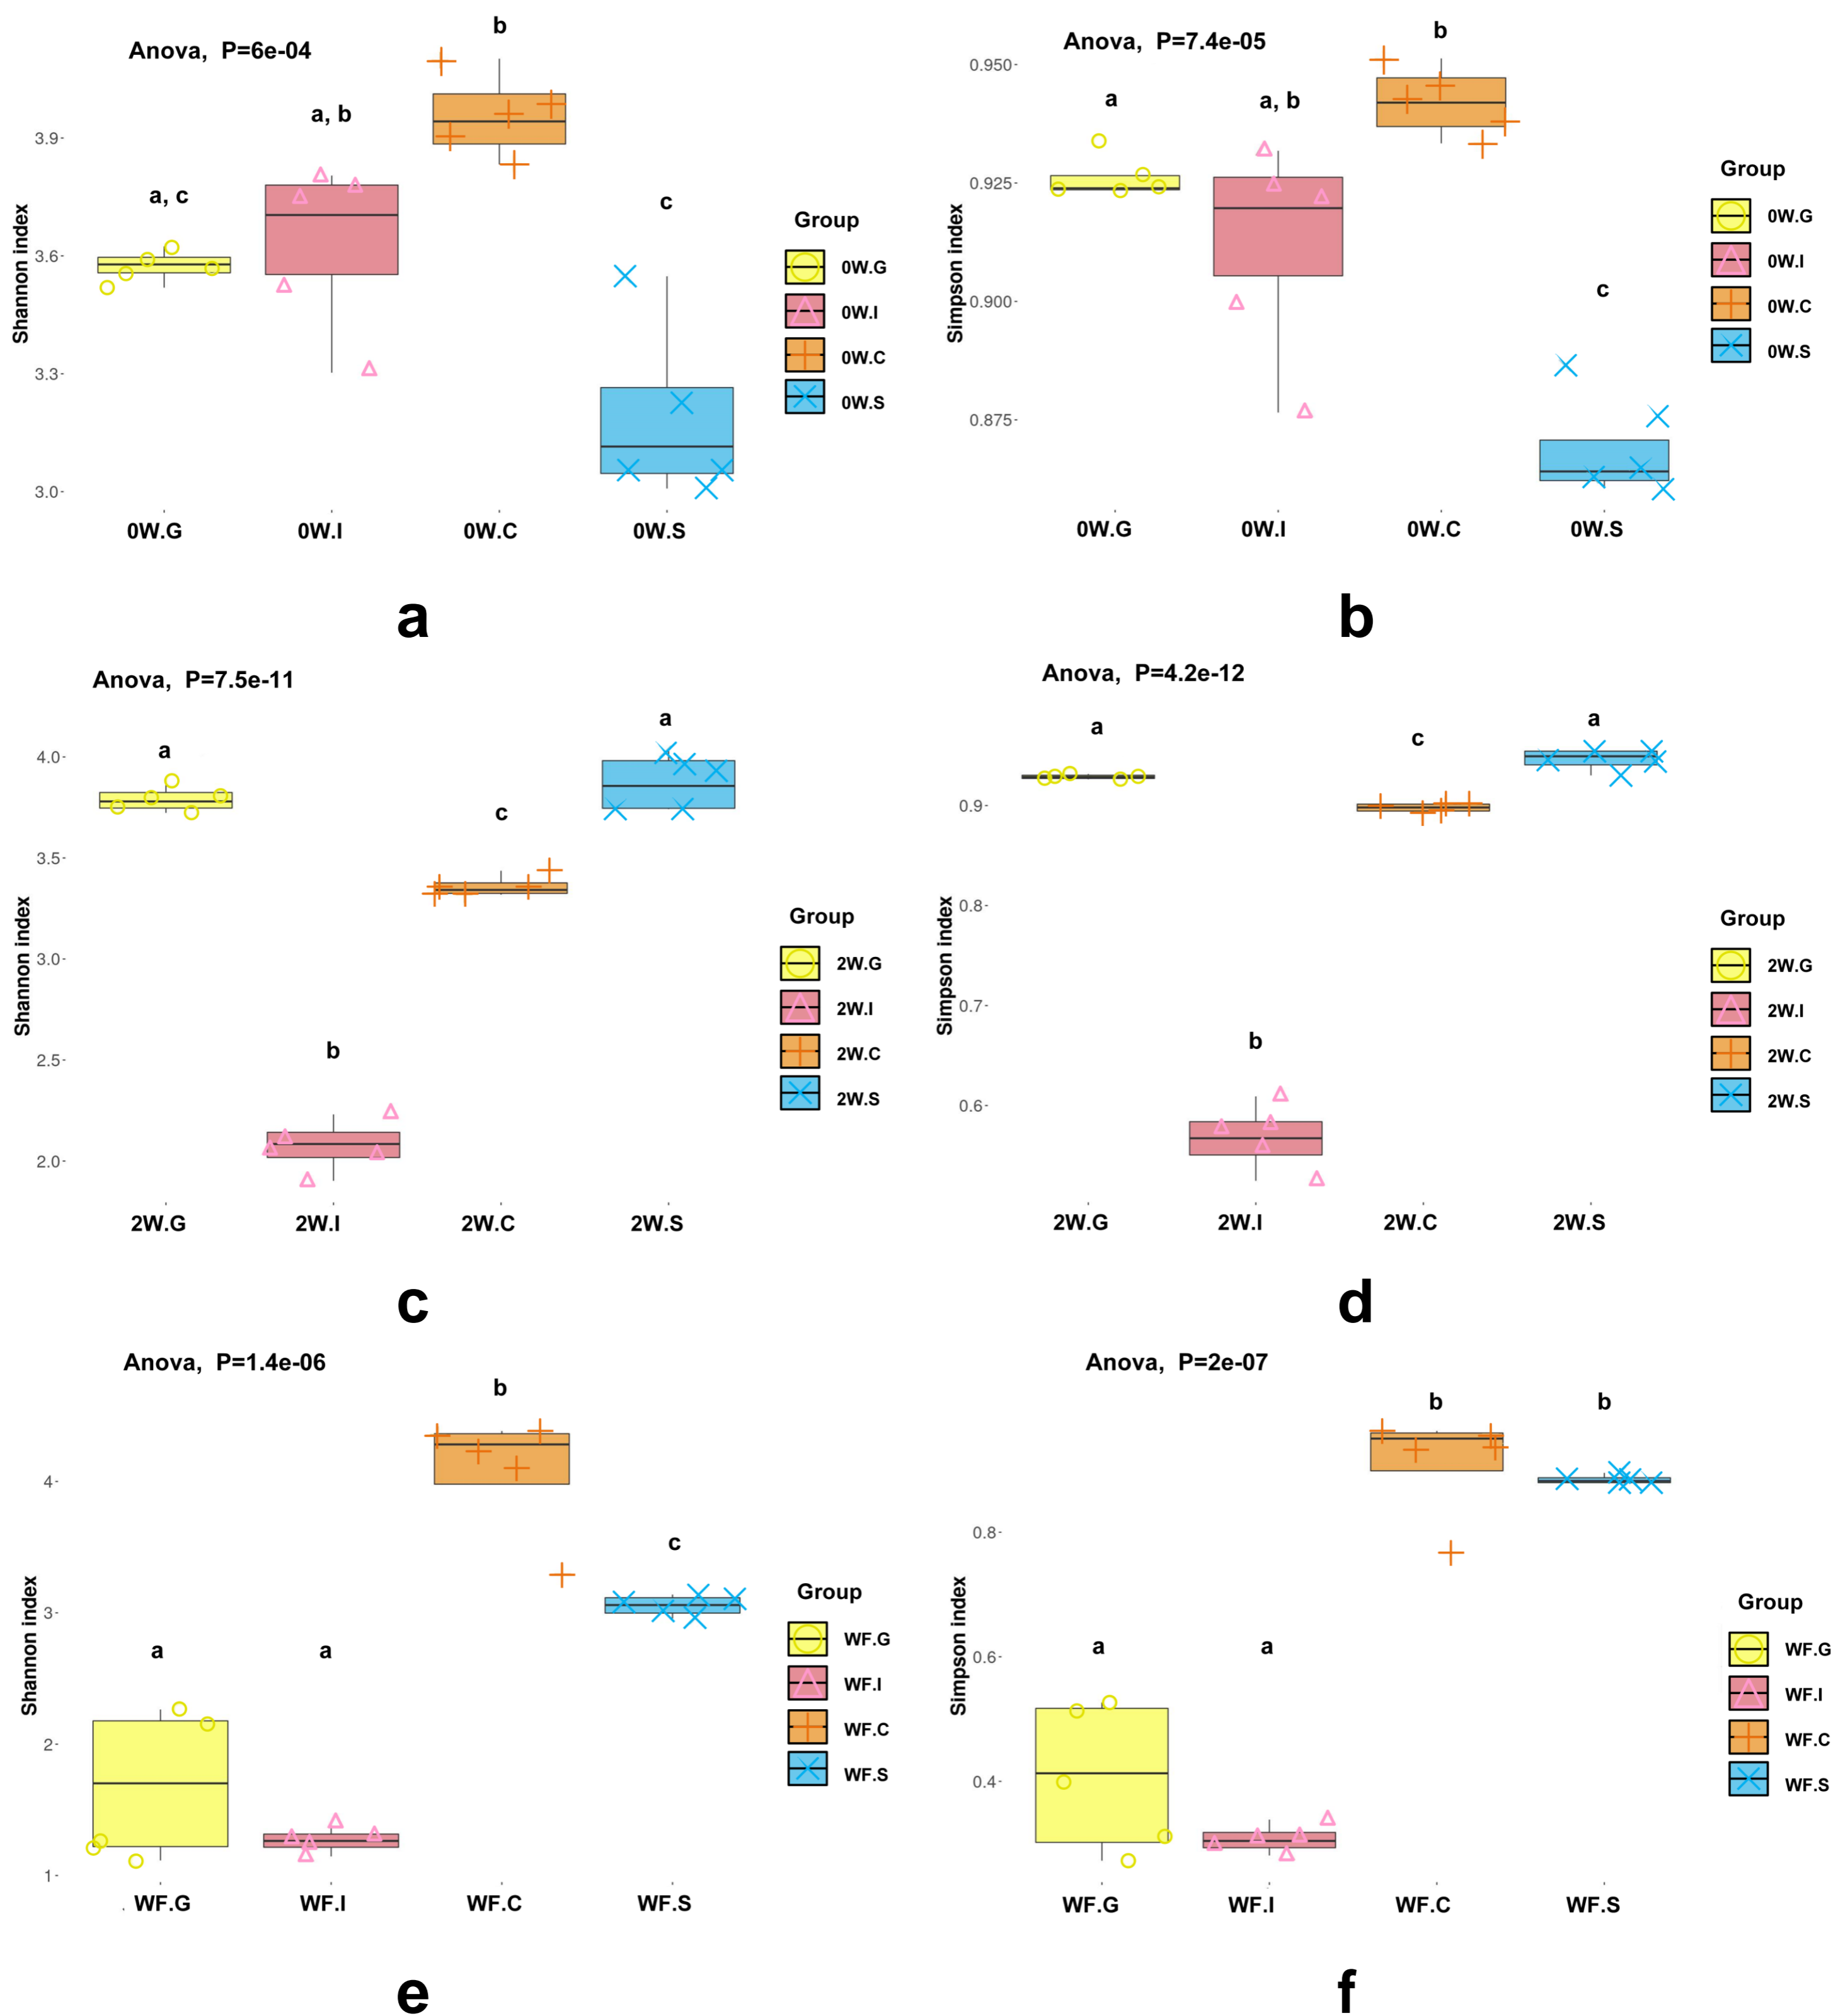 Anova,  P=6e-04
b
a, b
a, c
c
Shannon index
3.9
3.6
3.3
3.0
0W.G
0W.I
0W.C
0W.S
Group
0W.G
0W.I
0W.C
0W.S
a
Anova,  P=7.4e-05
b
a
a, b
c
Simpson index
0.950
0.925
0.900
0.875
0W.G
0W.I
0W.C
0W.S
Group
0W.G
0W.I
0W.C
0W.S
b
Anova,  P=7.5e-11
a
a
c
b
Shannon index
4.0
3.5
3.0
2.5
2.0
2W.G
2W.I
2W.C
2W.S
Group
2W.G
2W.I
2W.C
2W.S
c
Anova,  P=4.2e-12
a
a
c
b
Simpson index
0.9
0.8
0.7
0.6
2W.G
2W.I
2W.C
2W.S
Group
2W.G
2W.I
2W.C
2W.S
d
Anova,  P=1.4e-06
b
c
a
a
Shannon index
4
3
2
1
WF.G
WF.I
WF.C
WF.S
Group
WF.G
WF.I
WF.C
WF.S
e
Anova,  P=2e-07
b
b
a
a
Simpson index
0.8
0.6
0.4
WF.G
WF.I
WF.C
WF.S
Group
WF.G
WF.I
WF.C
WF.S
f